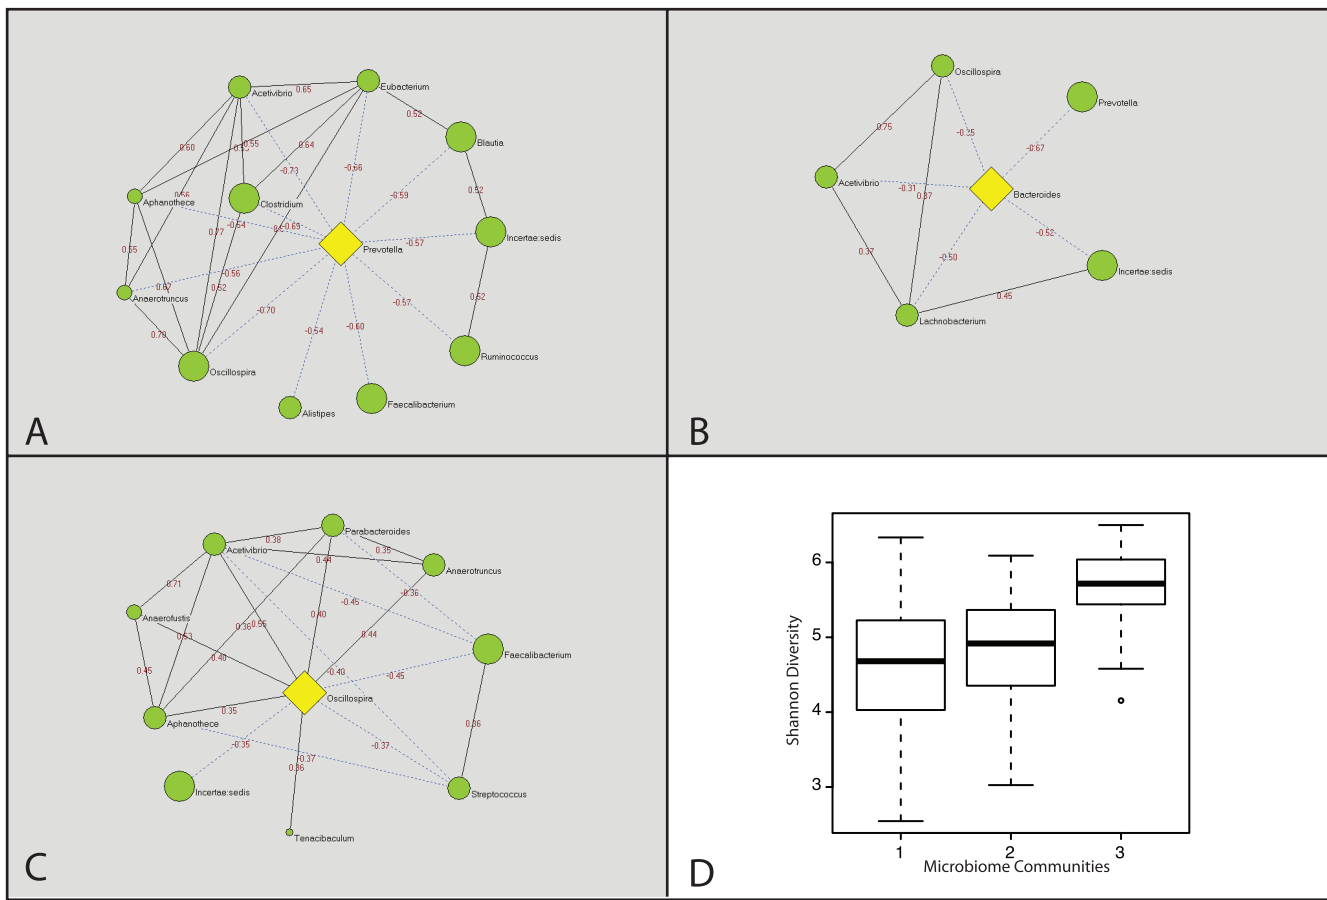 Acetivibrio
0.65
Eubacterium
0.52
0.60
0.55
0.64
Blautia
-0.73
-0.66
0.52
-0.59
0.56
Aphanothece
Clostridium
-0.54
-0.69
0.77
Incertae:sedis
-0.57
Prevotella
0.55
-0.56
0.67
0.52
Anaerotruncus
0.52
-0.57
-0.70
0.70
-0.54
-0.60
Ruminococcus
Oscillospira
Alistipes
Faecalibacterium
A
Oscillospira
Prevotella
0.75
-0.67
Acetivibrio
-0.31
0.37
Bacteroides
-0.52
0.37
-0.50
Incertae:sedis
0.45
Lachnobacterium
B
Parabacteroides
0.38
Acetivibrio
0.35
0.44
Anaerotruncus
0.71
-0.36
-0.45
Anaerofustis
0.40
0.53
0.36
0.55
0.44
Faecalibacterium
0.40
0.45
-0.40
-0.45
Oscillospira
0.35
Aphanothece
0.36
-0.35
-0.37
-0.37
0.36
Incertae:sedis
Streptococcus
Tenacibaculum
C
Shannon Diversity
6
5
4
3
1
2
3
Microbiome Communities
D